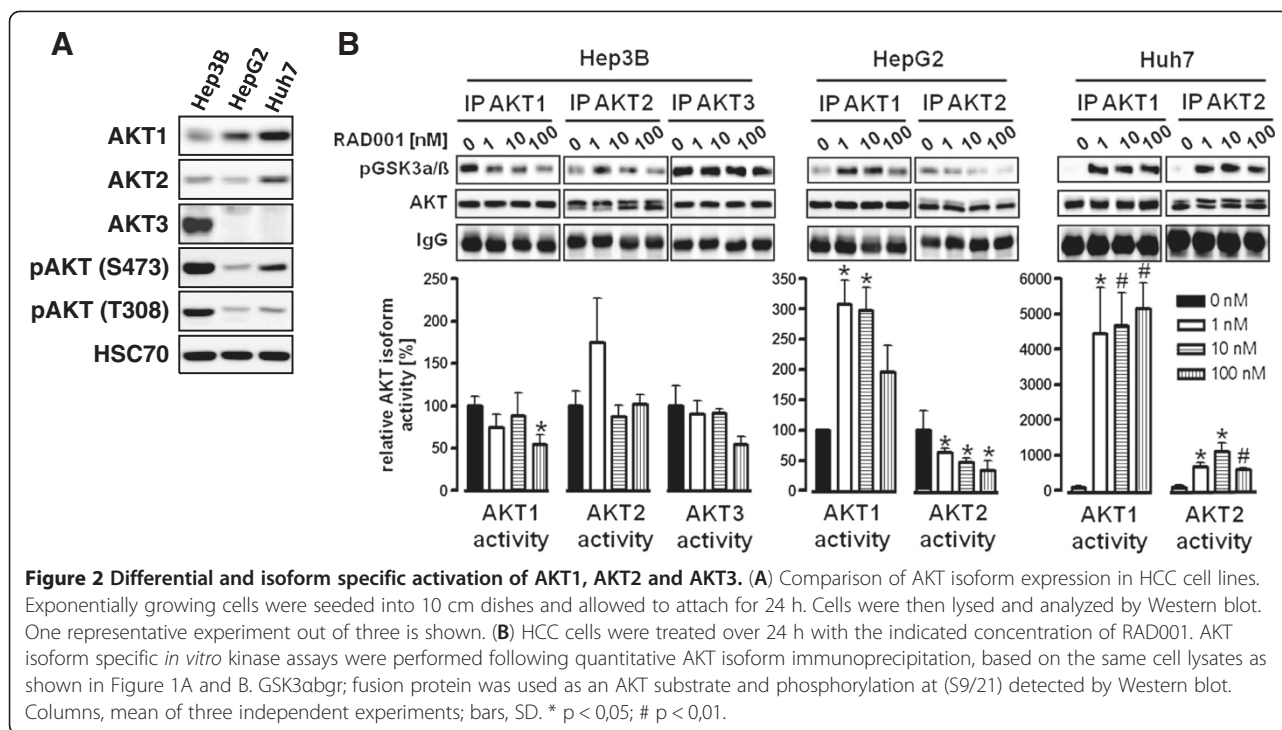 A
Hep3B HepG2 Huh7
AKT1
AKT2
AKT3
pAKT (S473)
pAKT (T308)
HSC70
B
Hep3B HepG2 Huh7
IP AKT1 IP AKT2 IP AKT3 IP AKT1 IP AKT2 IP AKT1 IP AKT2
RAD001 [nM] 0 1 10 100 0 1 10 100 0 1 10 100 0 1 10 100 0 1 10 100 0 1 10 100 0 1 10 100
pGSK3a/ß
AKT
IgG
relative AKT isoform
activity [%]
250
200
150
100
50
0
*
AKT1 activity
AKT2 activity
AKT3 activity
350
300
250
200
150
100
50
0
* *
* * *
AKT1 activity
AKT2 activity
6000
5000
4000
3000
2000
1000
0
* # #
* * #
AKT1 activity
AKT2 activity
0 nM
1 nM
10 nM
100 nM
Figure 2 Differential and isoform specific activation of AKT1, AKT2 and AKT3. (A) Comparison of AKT isoform expression in HCC cell lines.
Exponentially growing cells were seeded into 10 cm dishes and allowed to attach for 24 h. Cells were then lysed and analyzed by Western blot.
One representative experiment out of three is shown. (B) HCC cells were treated over 24 h with the indicated concentration of RAD001. AKT
isoform specific in vitro kinase assays were performed following quantitative AKT isoform immunoprecipitation, based on the same cell lysates as
shown in Figure 1A and B. GSK3αbgr; fusion protein was used as an AKT substrate and phosphorylation at (S9/21) detected by Western blot.
Columns, mean of three independent experiments; bars, SD. * p < 0,05; # p < 0,01.